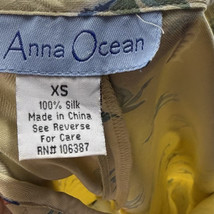 Anna Ocean
XS
100% Silk
Made in China
See Reverse
For Care
RN# 106387